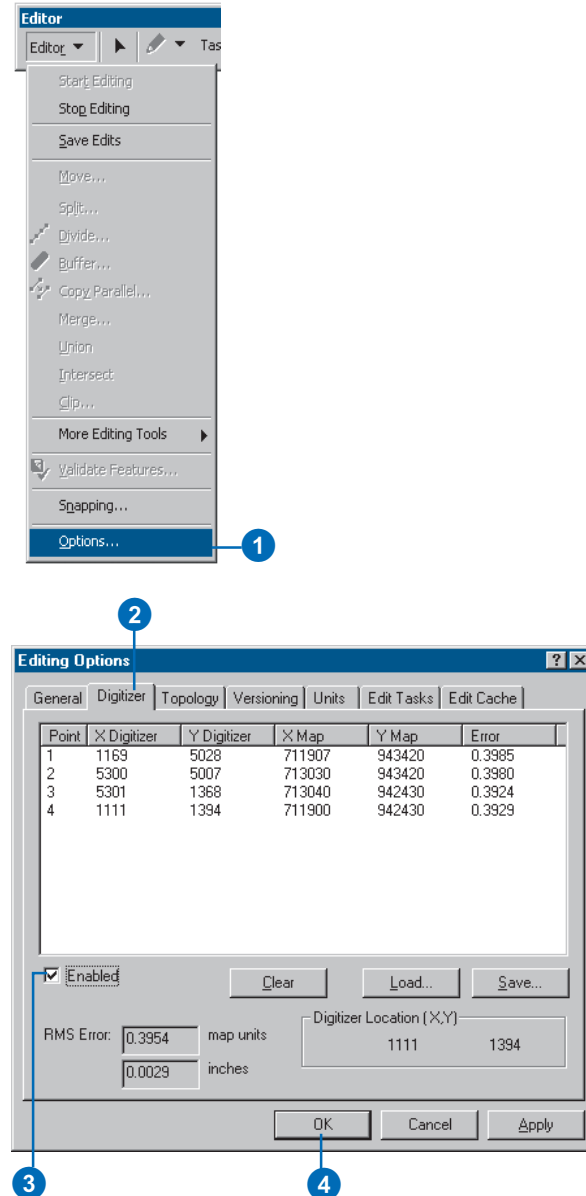 Editor
Editor Tas
Start Editing
Stop Editing
Save Edits
Move...
Split...
Divide...
Buffer...
Copy Parallel...
Merge...
Union
Intersect
Clip...
More Editing Tools
Validate Features...
Snapping...
Options...
1
2
Editing Options
General Digitizer Topology Versioning Units Edit Tasks Edit Cache
Point X Digitizer Y Digitizer X Map Y Map Error
1 1169 5028 711907 943420 0.3985
2 5300 5007 713030 943420 0.3980
3 5301 1368 713040 942430 0.3924
4 1111 1394 711900 942430 0.3929
Enabled Clear Load... Save...
Digitizer Location (X,Y)
RMS Error: 0.3954 map units 1111 1394
0.0029 inches
OK Cancel Apply
3 4